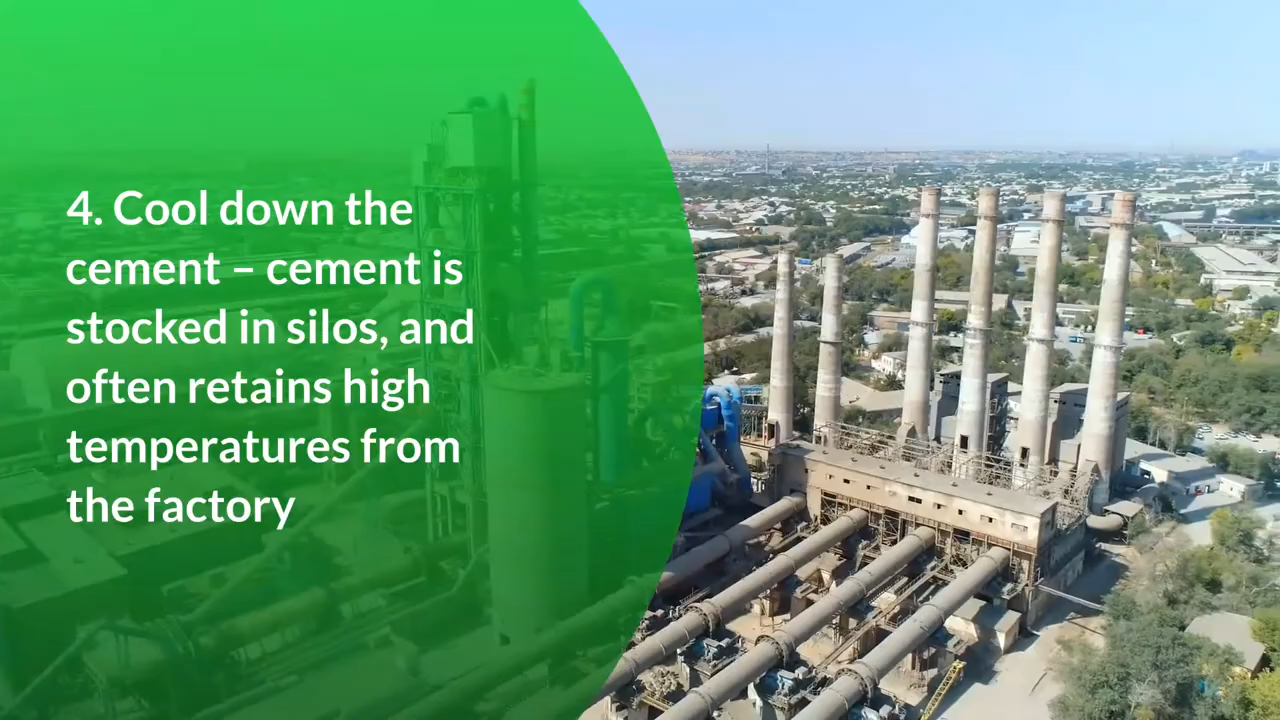 4. Cool down the
cement – cement is
stocked in silos, and
often retains high
temperatures from
the factory